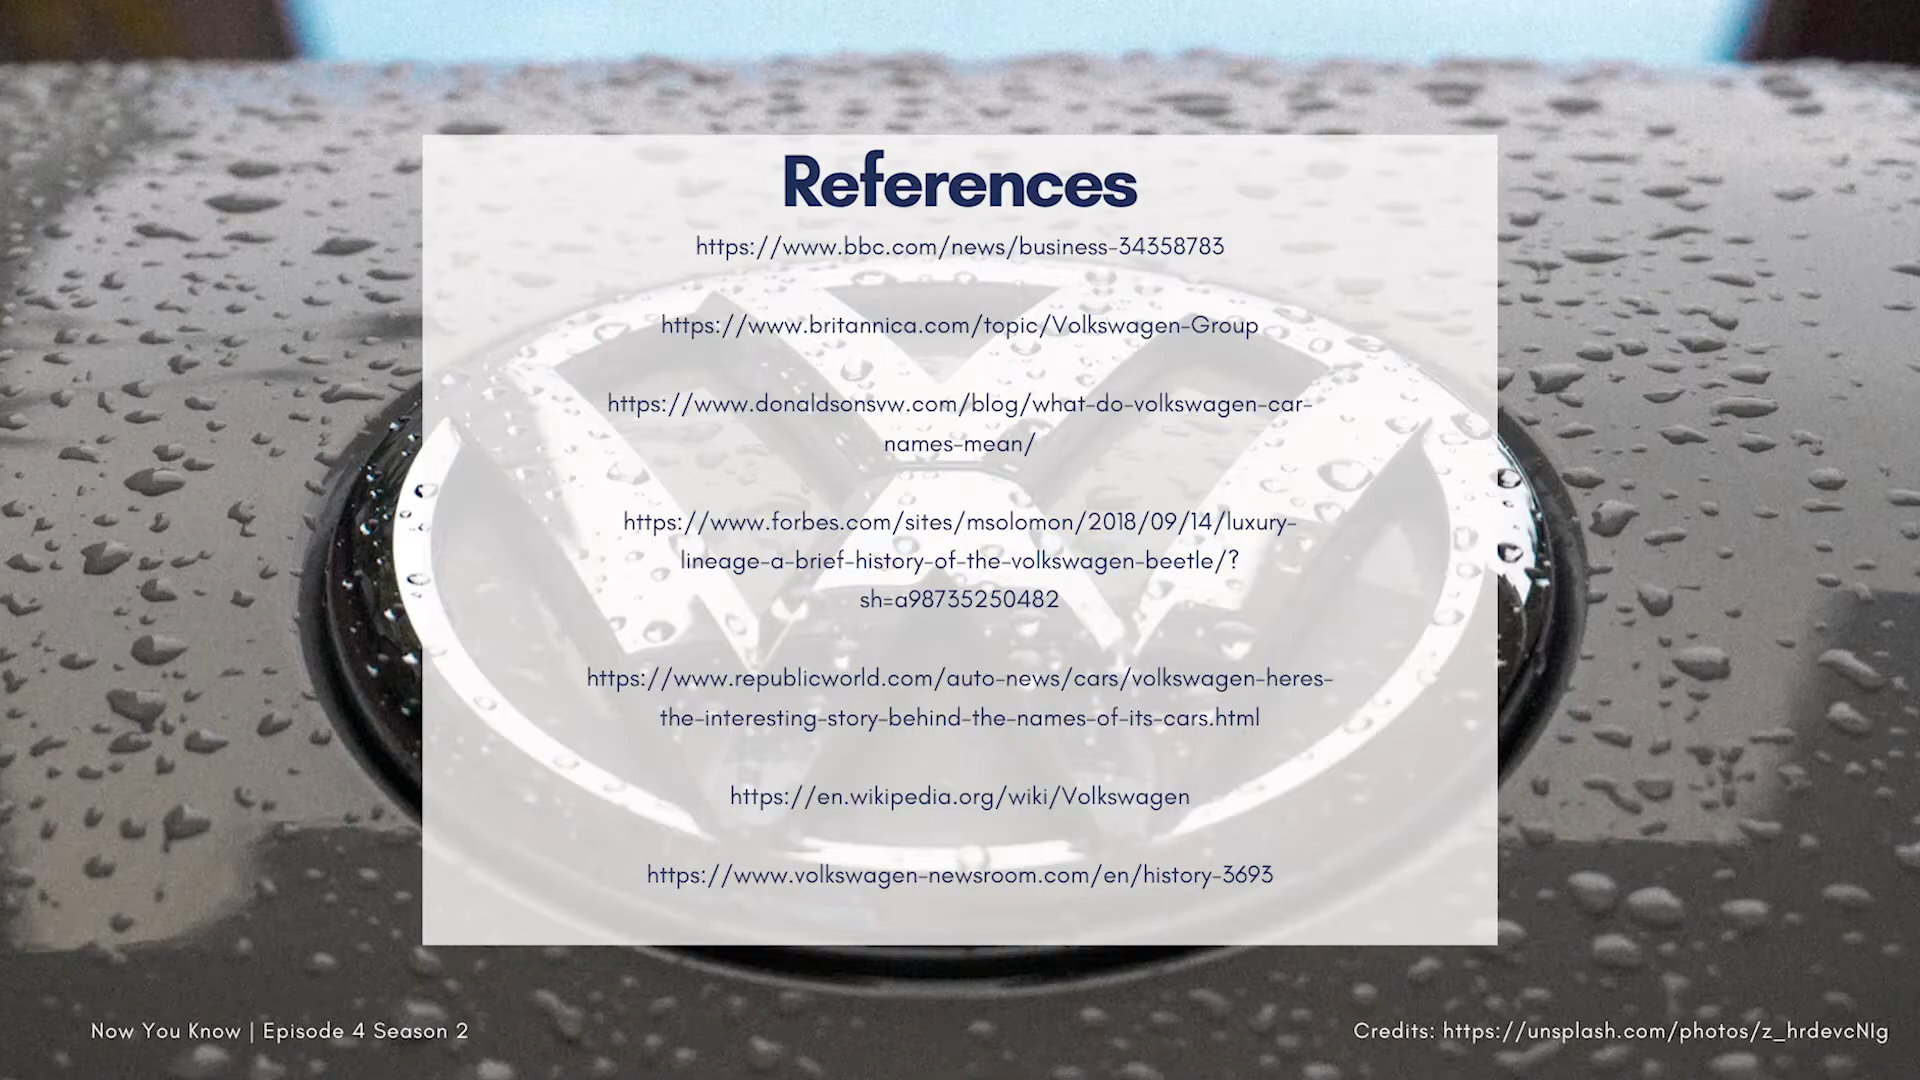 References
https://www.bbc.com/news/business-34358783
https://www.britannica.com/topic/Volkswagen-Group
https://www.donaldsonsvw.com/blog/what-do-volkswagen-car-
names-mean/
https://www.forbes.com/sites/msolomon/2018/09/14/luxury-
lineage-a-brief-history-of-the-volkswagen-beetle/?
sh=a98735250482
https://www.republicworld.com/auto-news/cars/volkswagen-heres-
the-interesting-story-behind-the-names-of-its-cars.html
https://en.wikipedia.org/wiki/Volkswagen
https://www.volkswagen-newsroom.com/en/history-3693
Now You Know | Episode 4 Season 2
Credits: https://unsplash.com/photos/z_hrdevcNIg